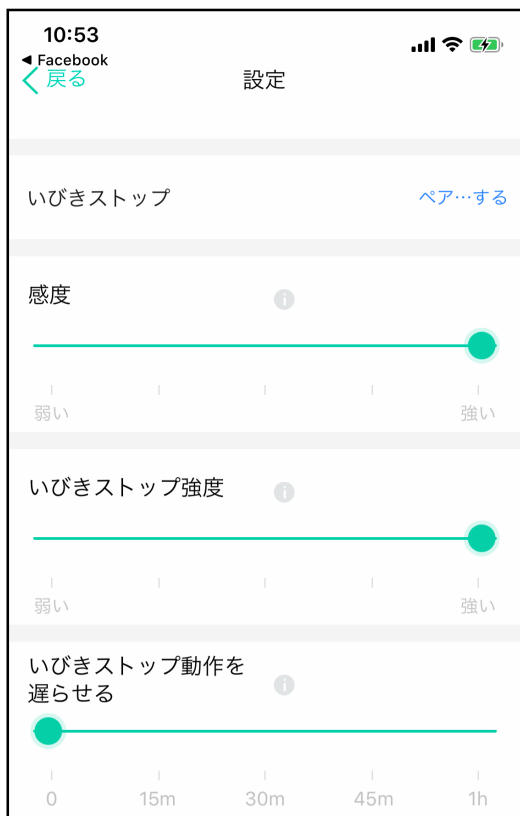 10:53
◀ Facebook
戻る
設定
いびきストップ
ペア…する
感度
弱い
強い
いびきストップ強度
弱い
強い
いびきストップ動作を
遅らせる
0 15m 30m 45m 1h